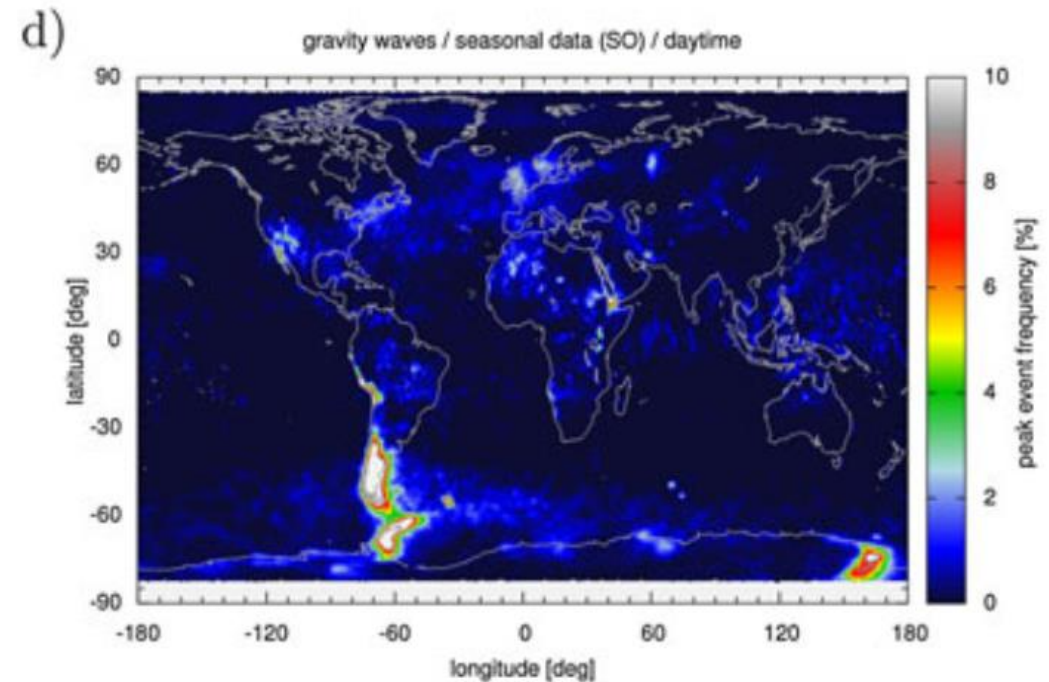 d)
gravity waves / seasonal data (SO) / daytime
90
60
30
0
-30
-60
-90
latitude [deg]
-180 -120 -60 0 60 120 180
longitude [deg]
10
8
6
4
2
0
peak event frequency [%]